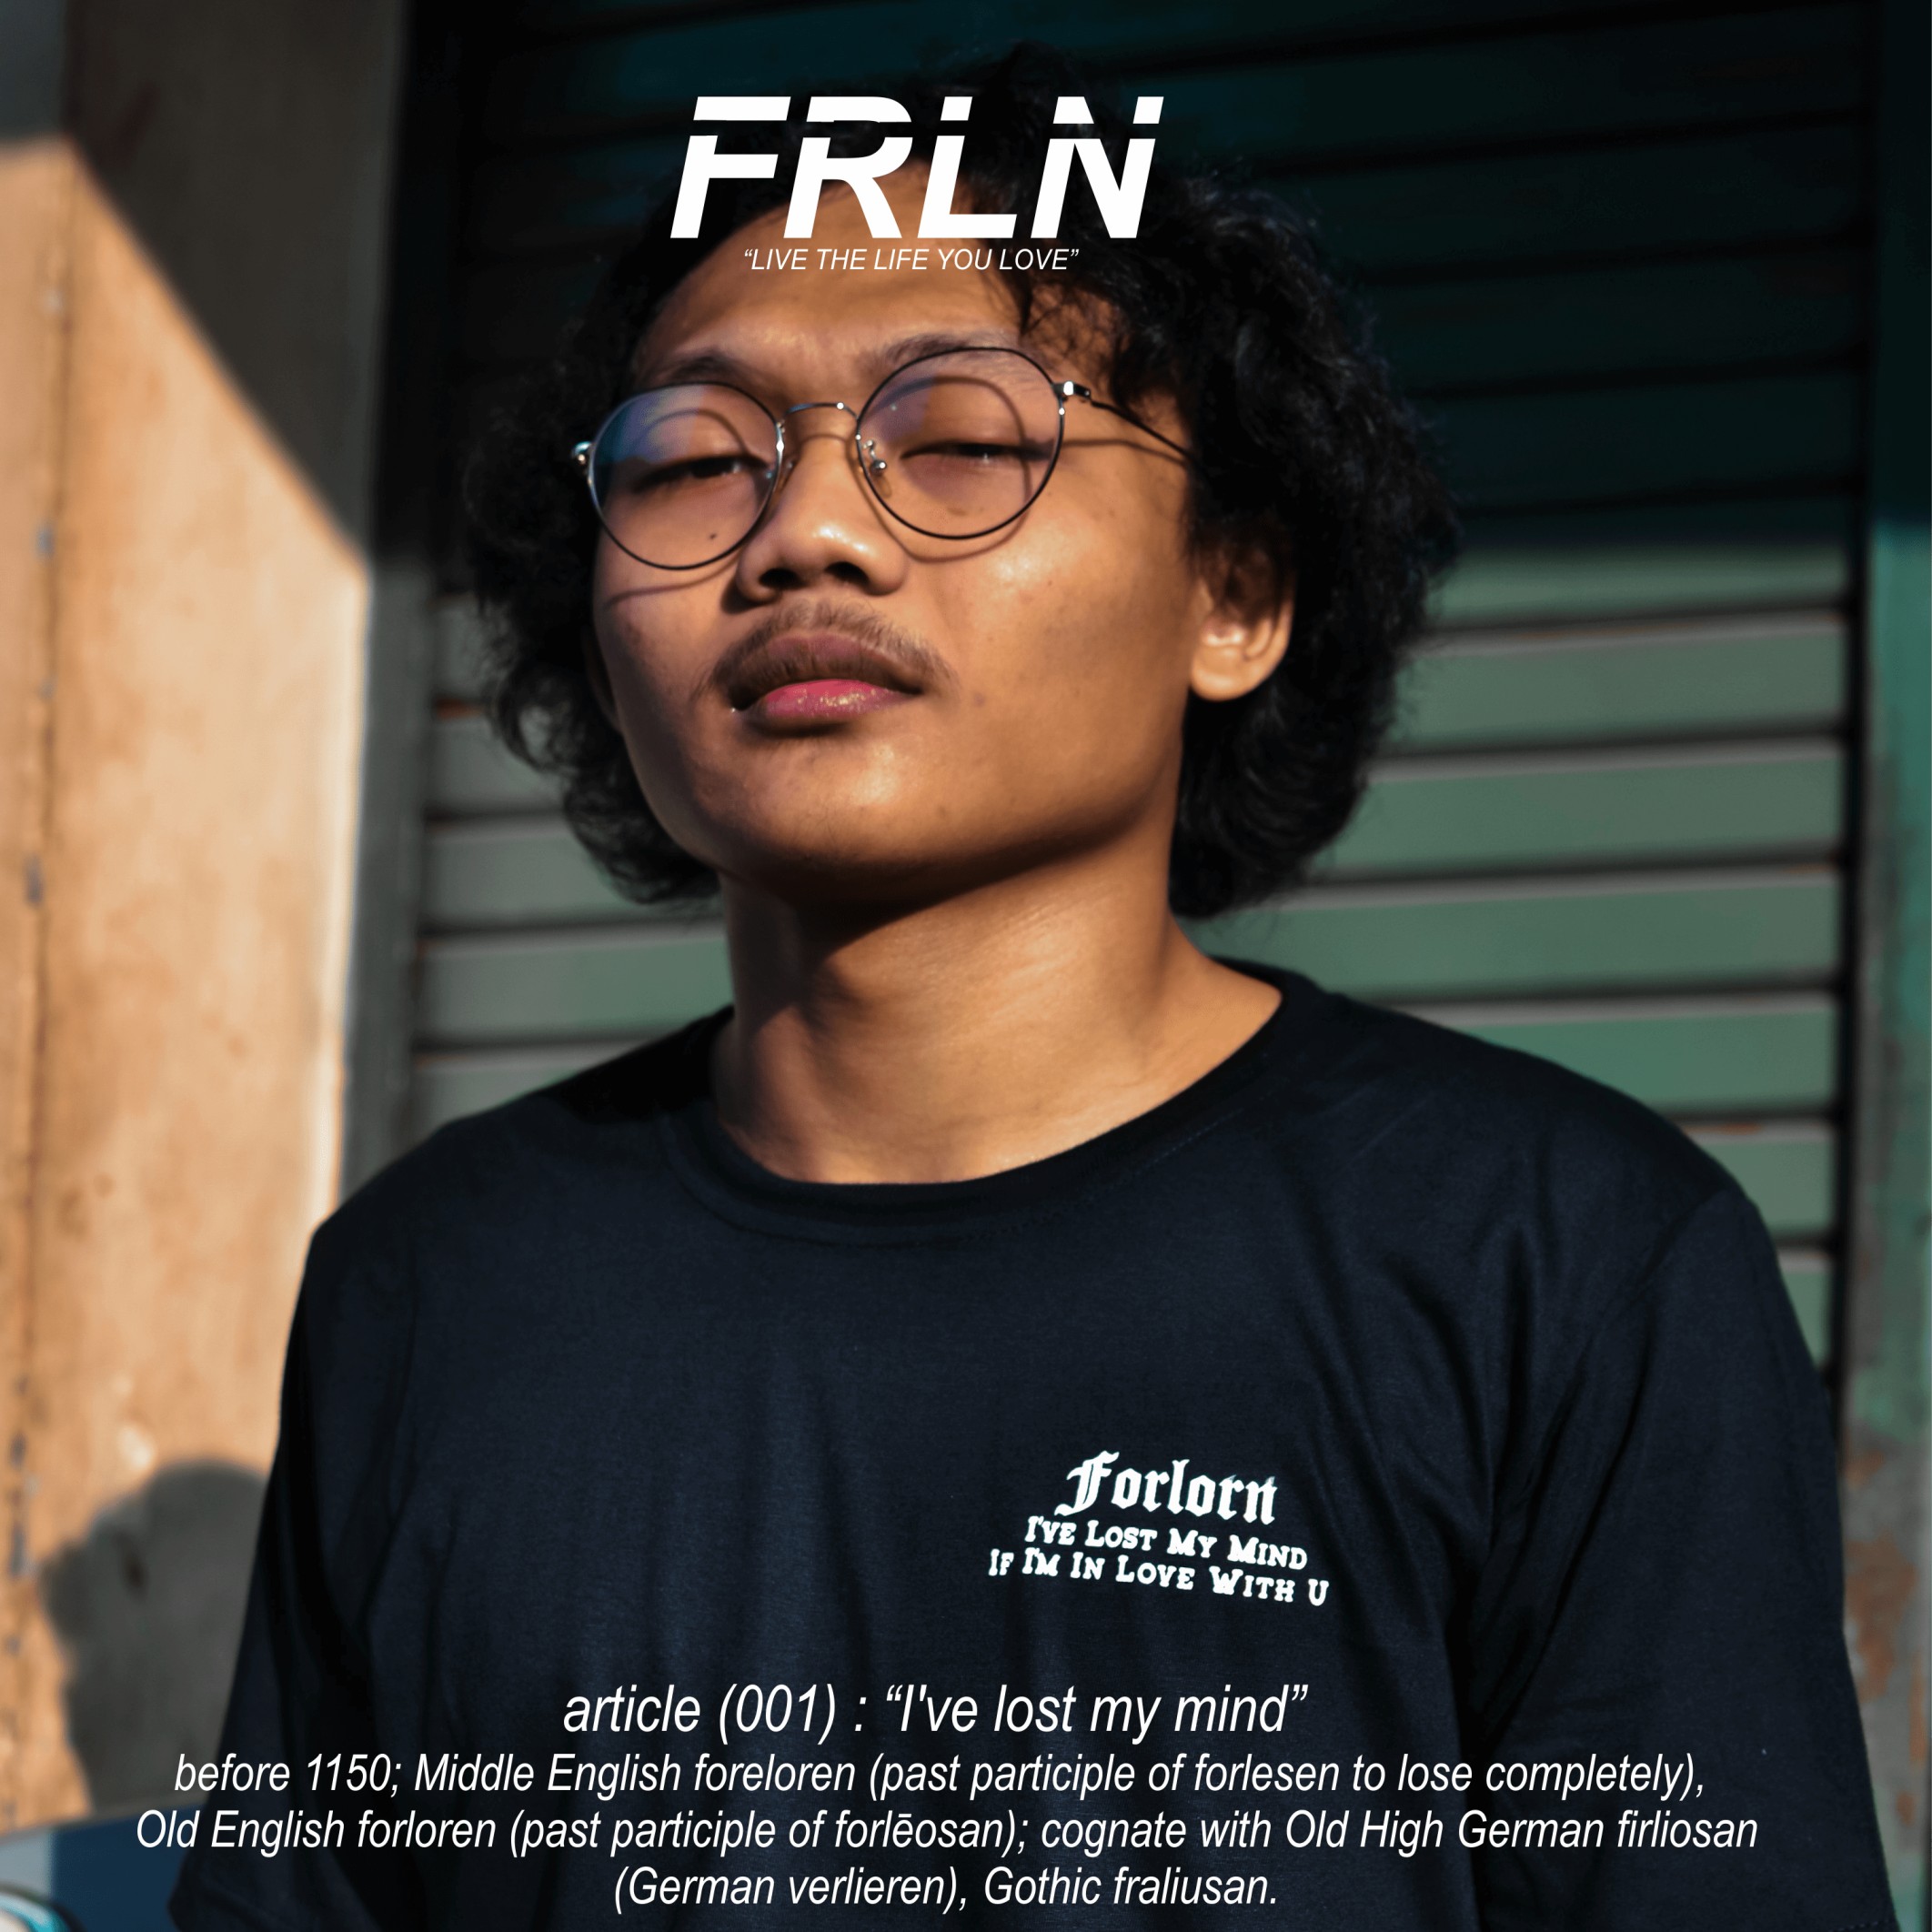 FRLN
“LIVE THE LIFE YOU LOVE”
Forlorn
I've Lost My Mind
If I'm In Love With U
article (001) : “I've lost my mind”
before 1150; Middle English foreloren (past participle of forlesen to lose completely),
Old English forloren (past participle of forlēosan); cognate with Old High German firliosan
(German verlieren), Gothic fraliusan.